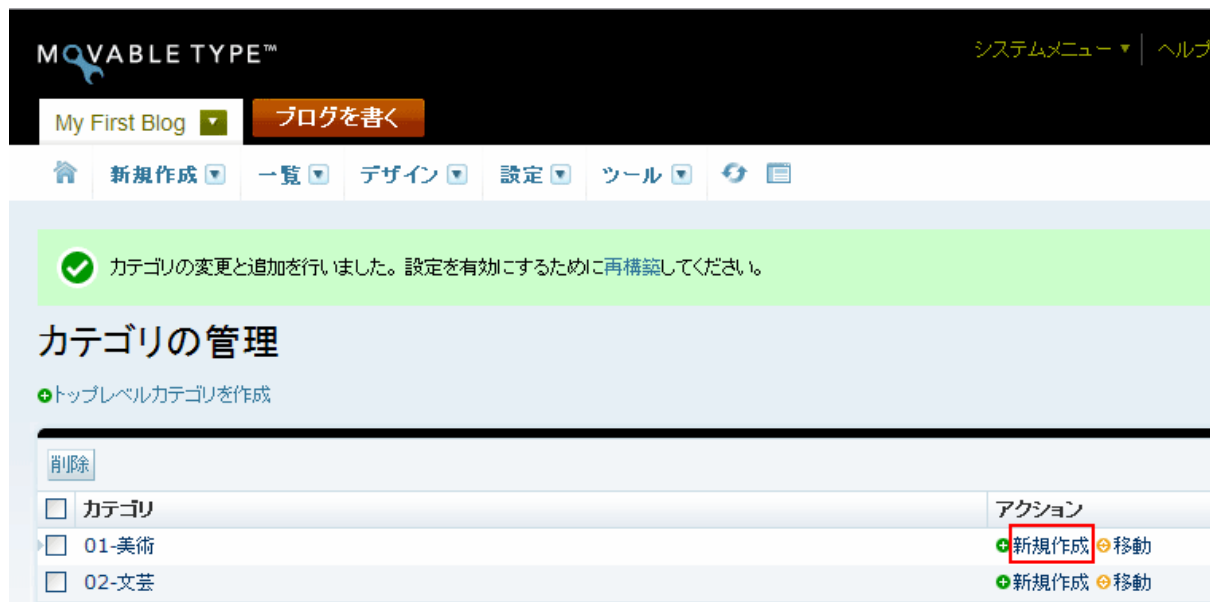 MOVABLE TYPE™
システムメニュー ヘルプ
My First Blog ブログを書く
新規作成 一覧 デザイン 設定 ツール
カテゴリの変更と追加を行いました。設定を有効にするために再構築してください。
カテゴリの管理
トップレベルカテゴリを作成
削除
カテゴリ アクション
01-美術 新規作成 移動
02-文芸 新規作成 移動